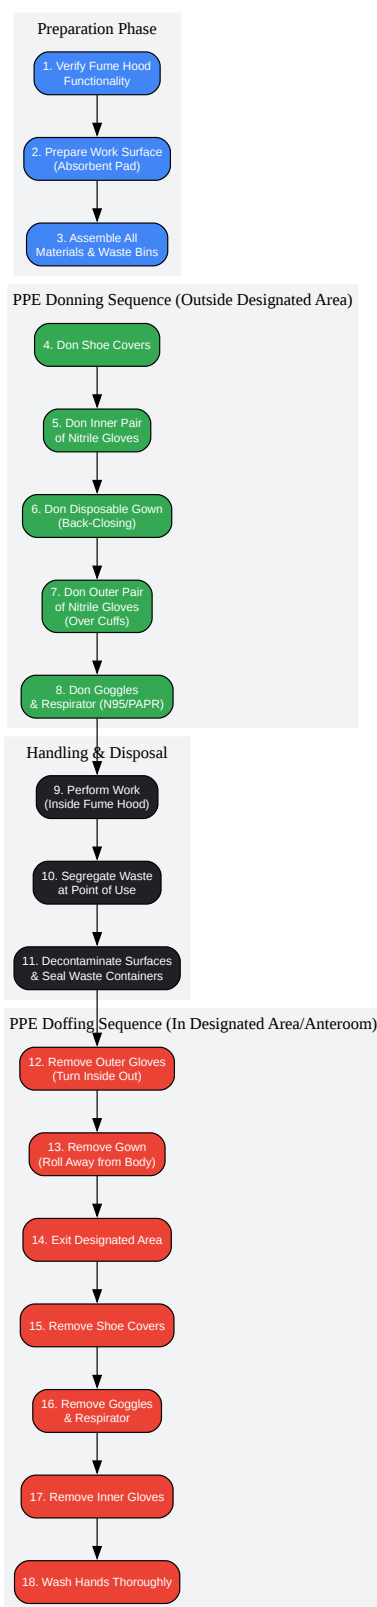 Preparation Phase
1. Verify Fume Hood
Functionality
2. Prepare Work Surface
(Absorbent Pad)
3. Assemble All
Materials & Waste Bins
PPE Donning Sequence (Outside Designated Area)
4. Don Shoe Covers
5. Don Inner Pair
of Nitrile Gloves
6. Don Disposable Gown
(Back-Closing)
7. Don Outer Pair
of Nitrile Gloves
(Over Cuffs)
8. Don Goggles
& Respirator (N95/PAPR)
Handling & Disposal
9. Perform Work
(Inside Fume Hood)
10. Segregate Waste
at Point of Use
11. Decontaminate Surfaces
& Seal Waste Containers
PPE Doffing Sequence (In Designated Area/Anteroom)
12. Remove Outer Gloves
(Turn Inside Out)
13. Remove Gown
(Roll Away from Body)
14. Exit Designated Area
15. Remove Shoe Covers
16. Remove Goggles
& Respirator
17. Remove Inner Gloves
18. Wash Hands Thoroughly